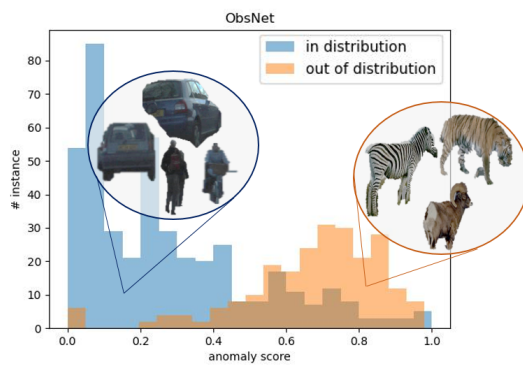 ObsNet
in distribution
out of distribution
# instance
80
70
60
50
40
30
20
10
0
0.0 0.2 0.4 0.6 0.8 1.0
anomaly score